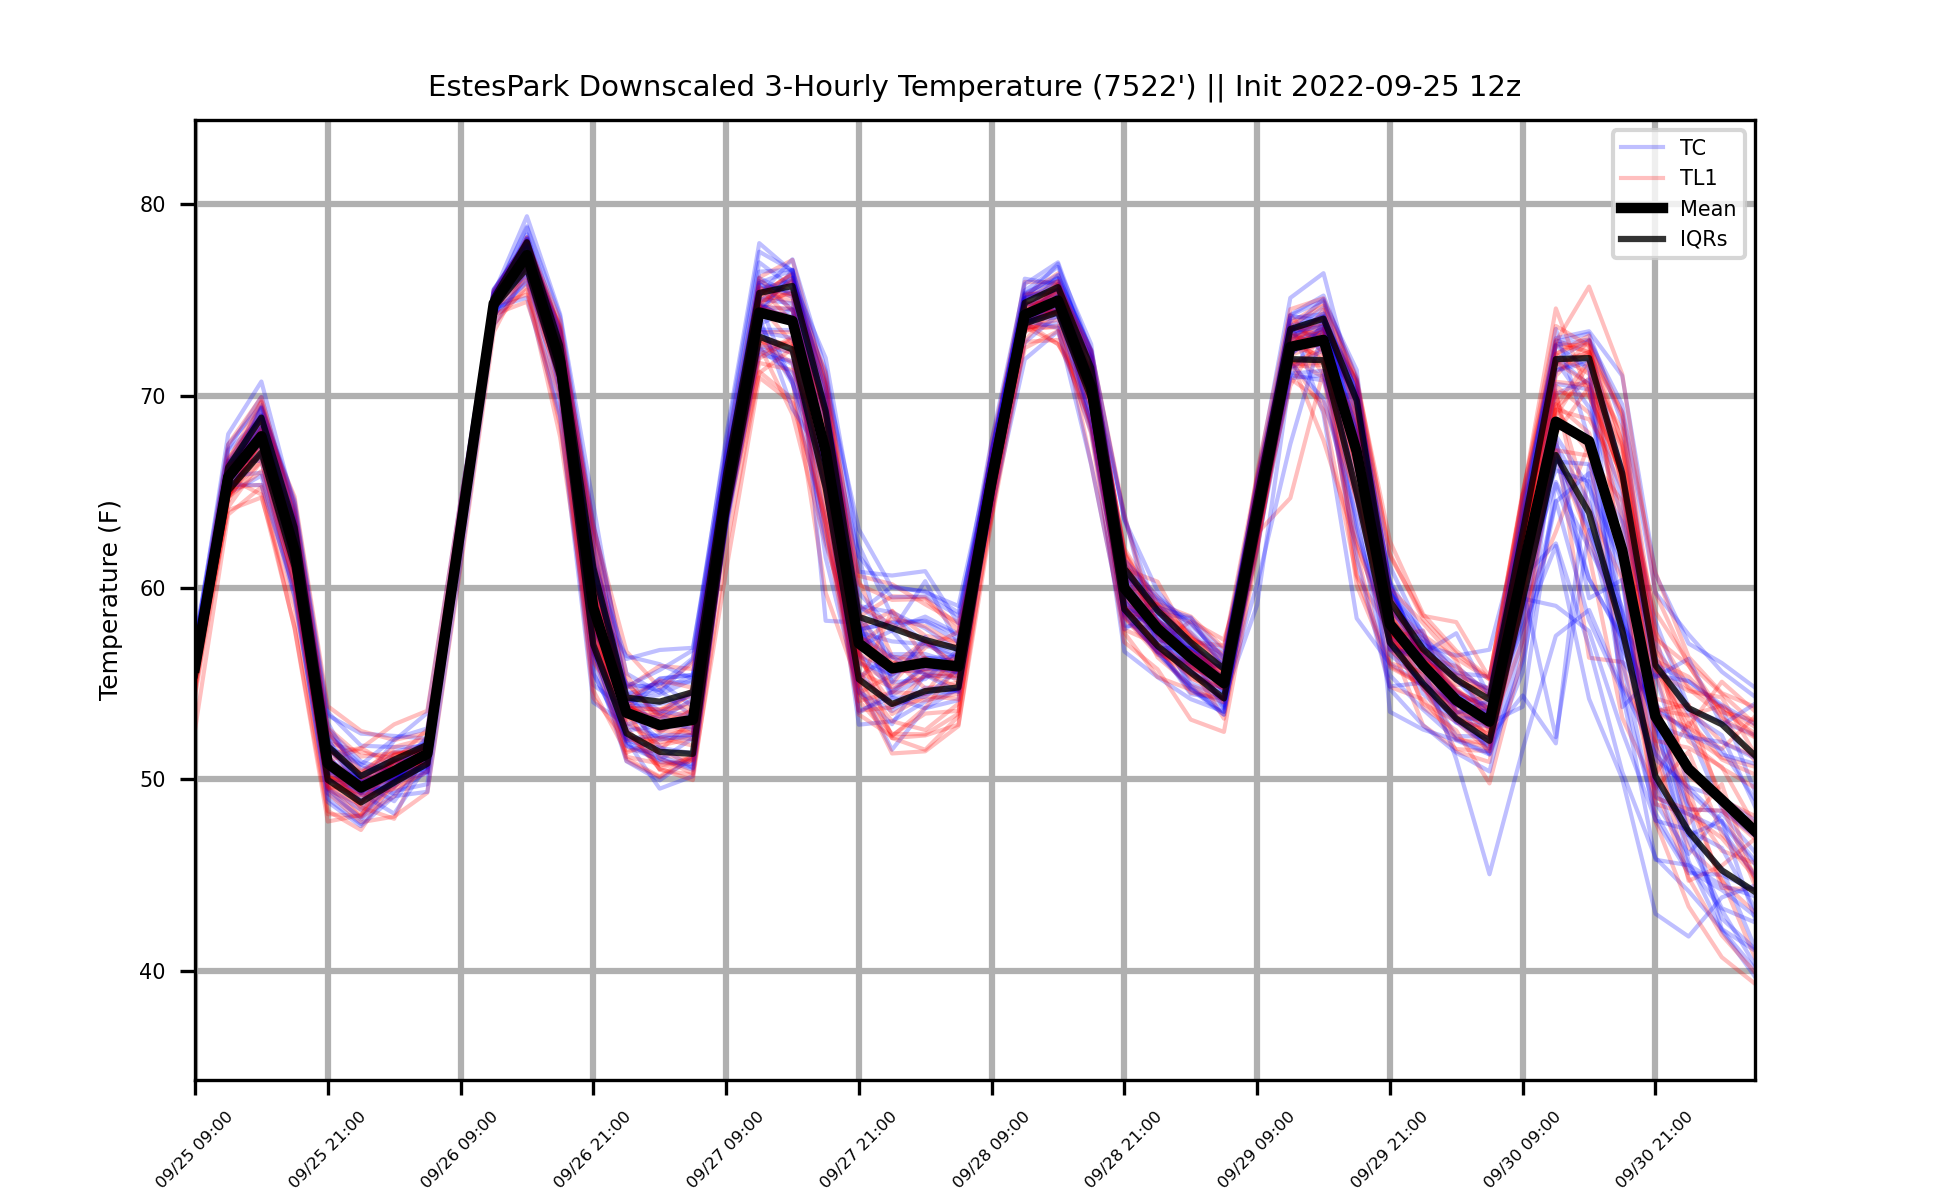 EstesPark Downscaled 3-Hourly Temperature (7522') || Init 2022-09-25 12z
TC
TL1
Mean
IQRs
Temperature (F)
80
70
60
50
40
09/25 09:00
09/25 21:00
09/26 09:00
09/26 21:00
09/27 09:00
09/27 21:00
09/28 09:00
09/28 21:00
09/29 09:00
09/29 21:00
09/30 09:00
09/30 21:00